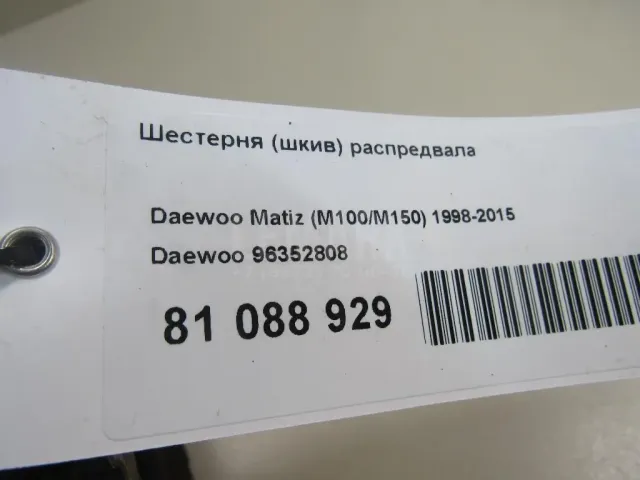 Шестерня (шкив) распредвала
Daewoo Matiz (M100/M150) 1998-2015
Daewoo 96352808
81 088 929